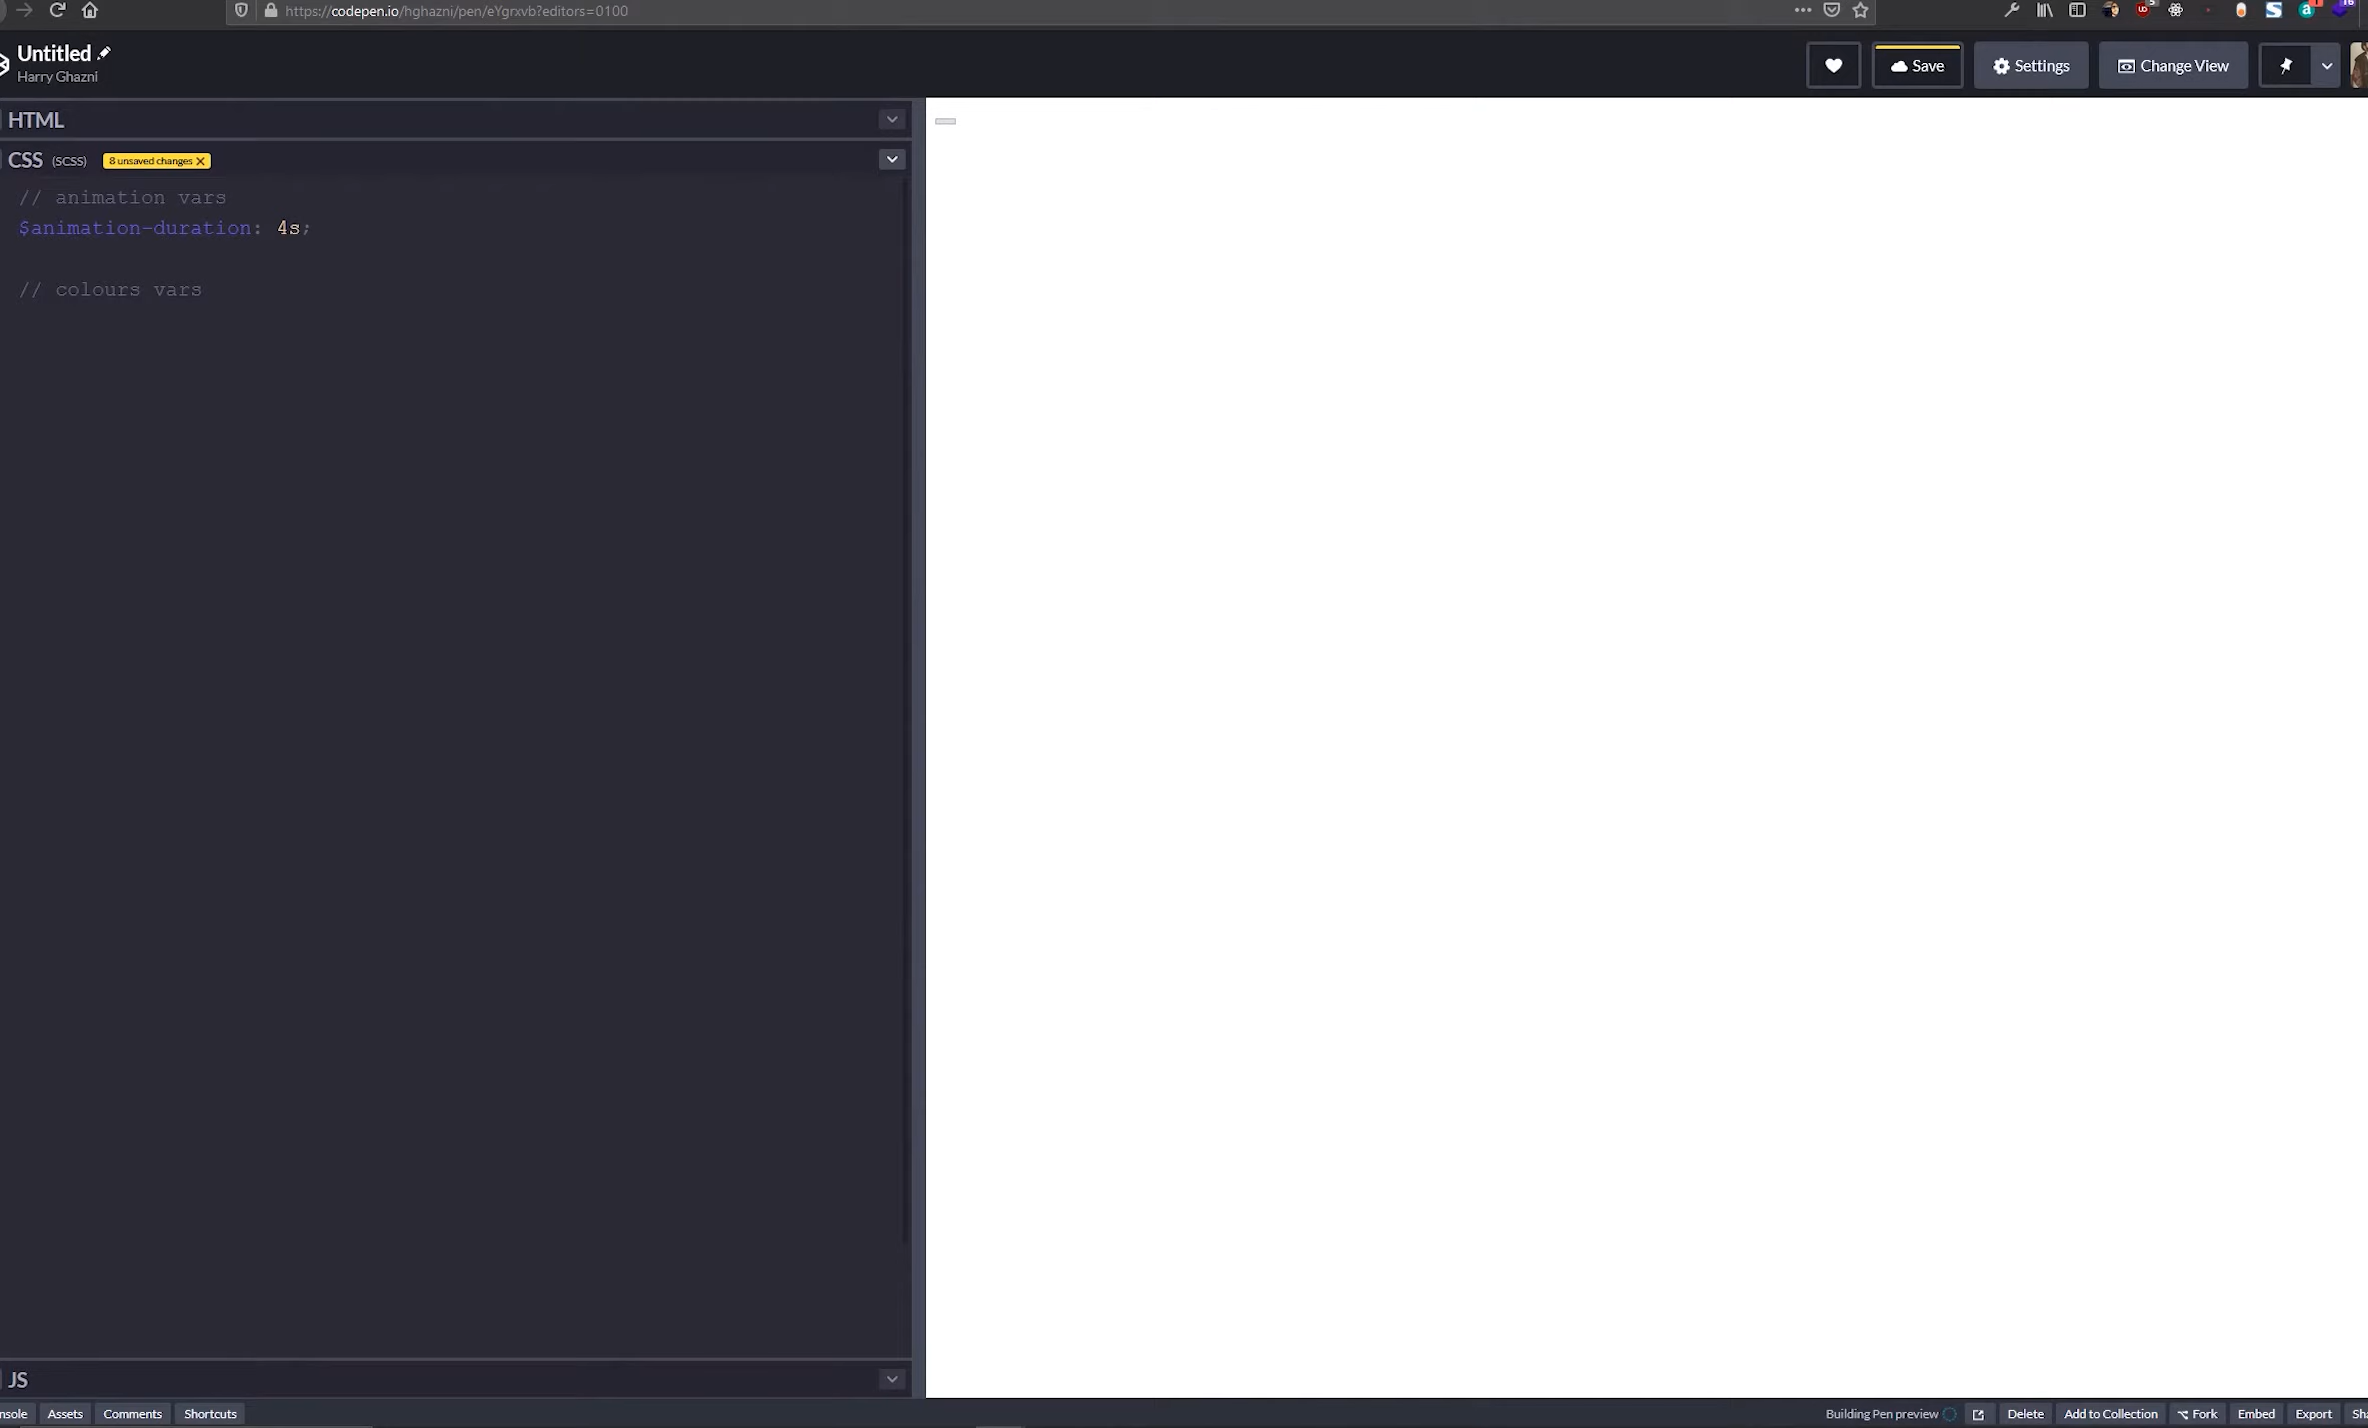 https://codepen.io/hghazni/pen/eYgrxvb?editors=0100
Untitled
Harry Ghazni
Save
Settings
Change View
HTML
CSS (SCSS) 8 unsaved changes X
// animation vars
$animation-duration: 4s;
// colours vars
JS
nsole Assets Comments Shortcuts
Building Pen preview Delete Add to Collection Fork Embed Export Sha